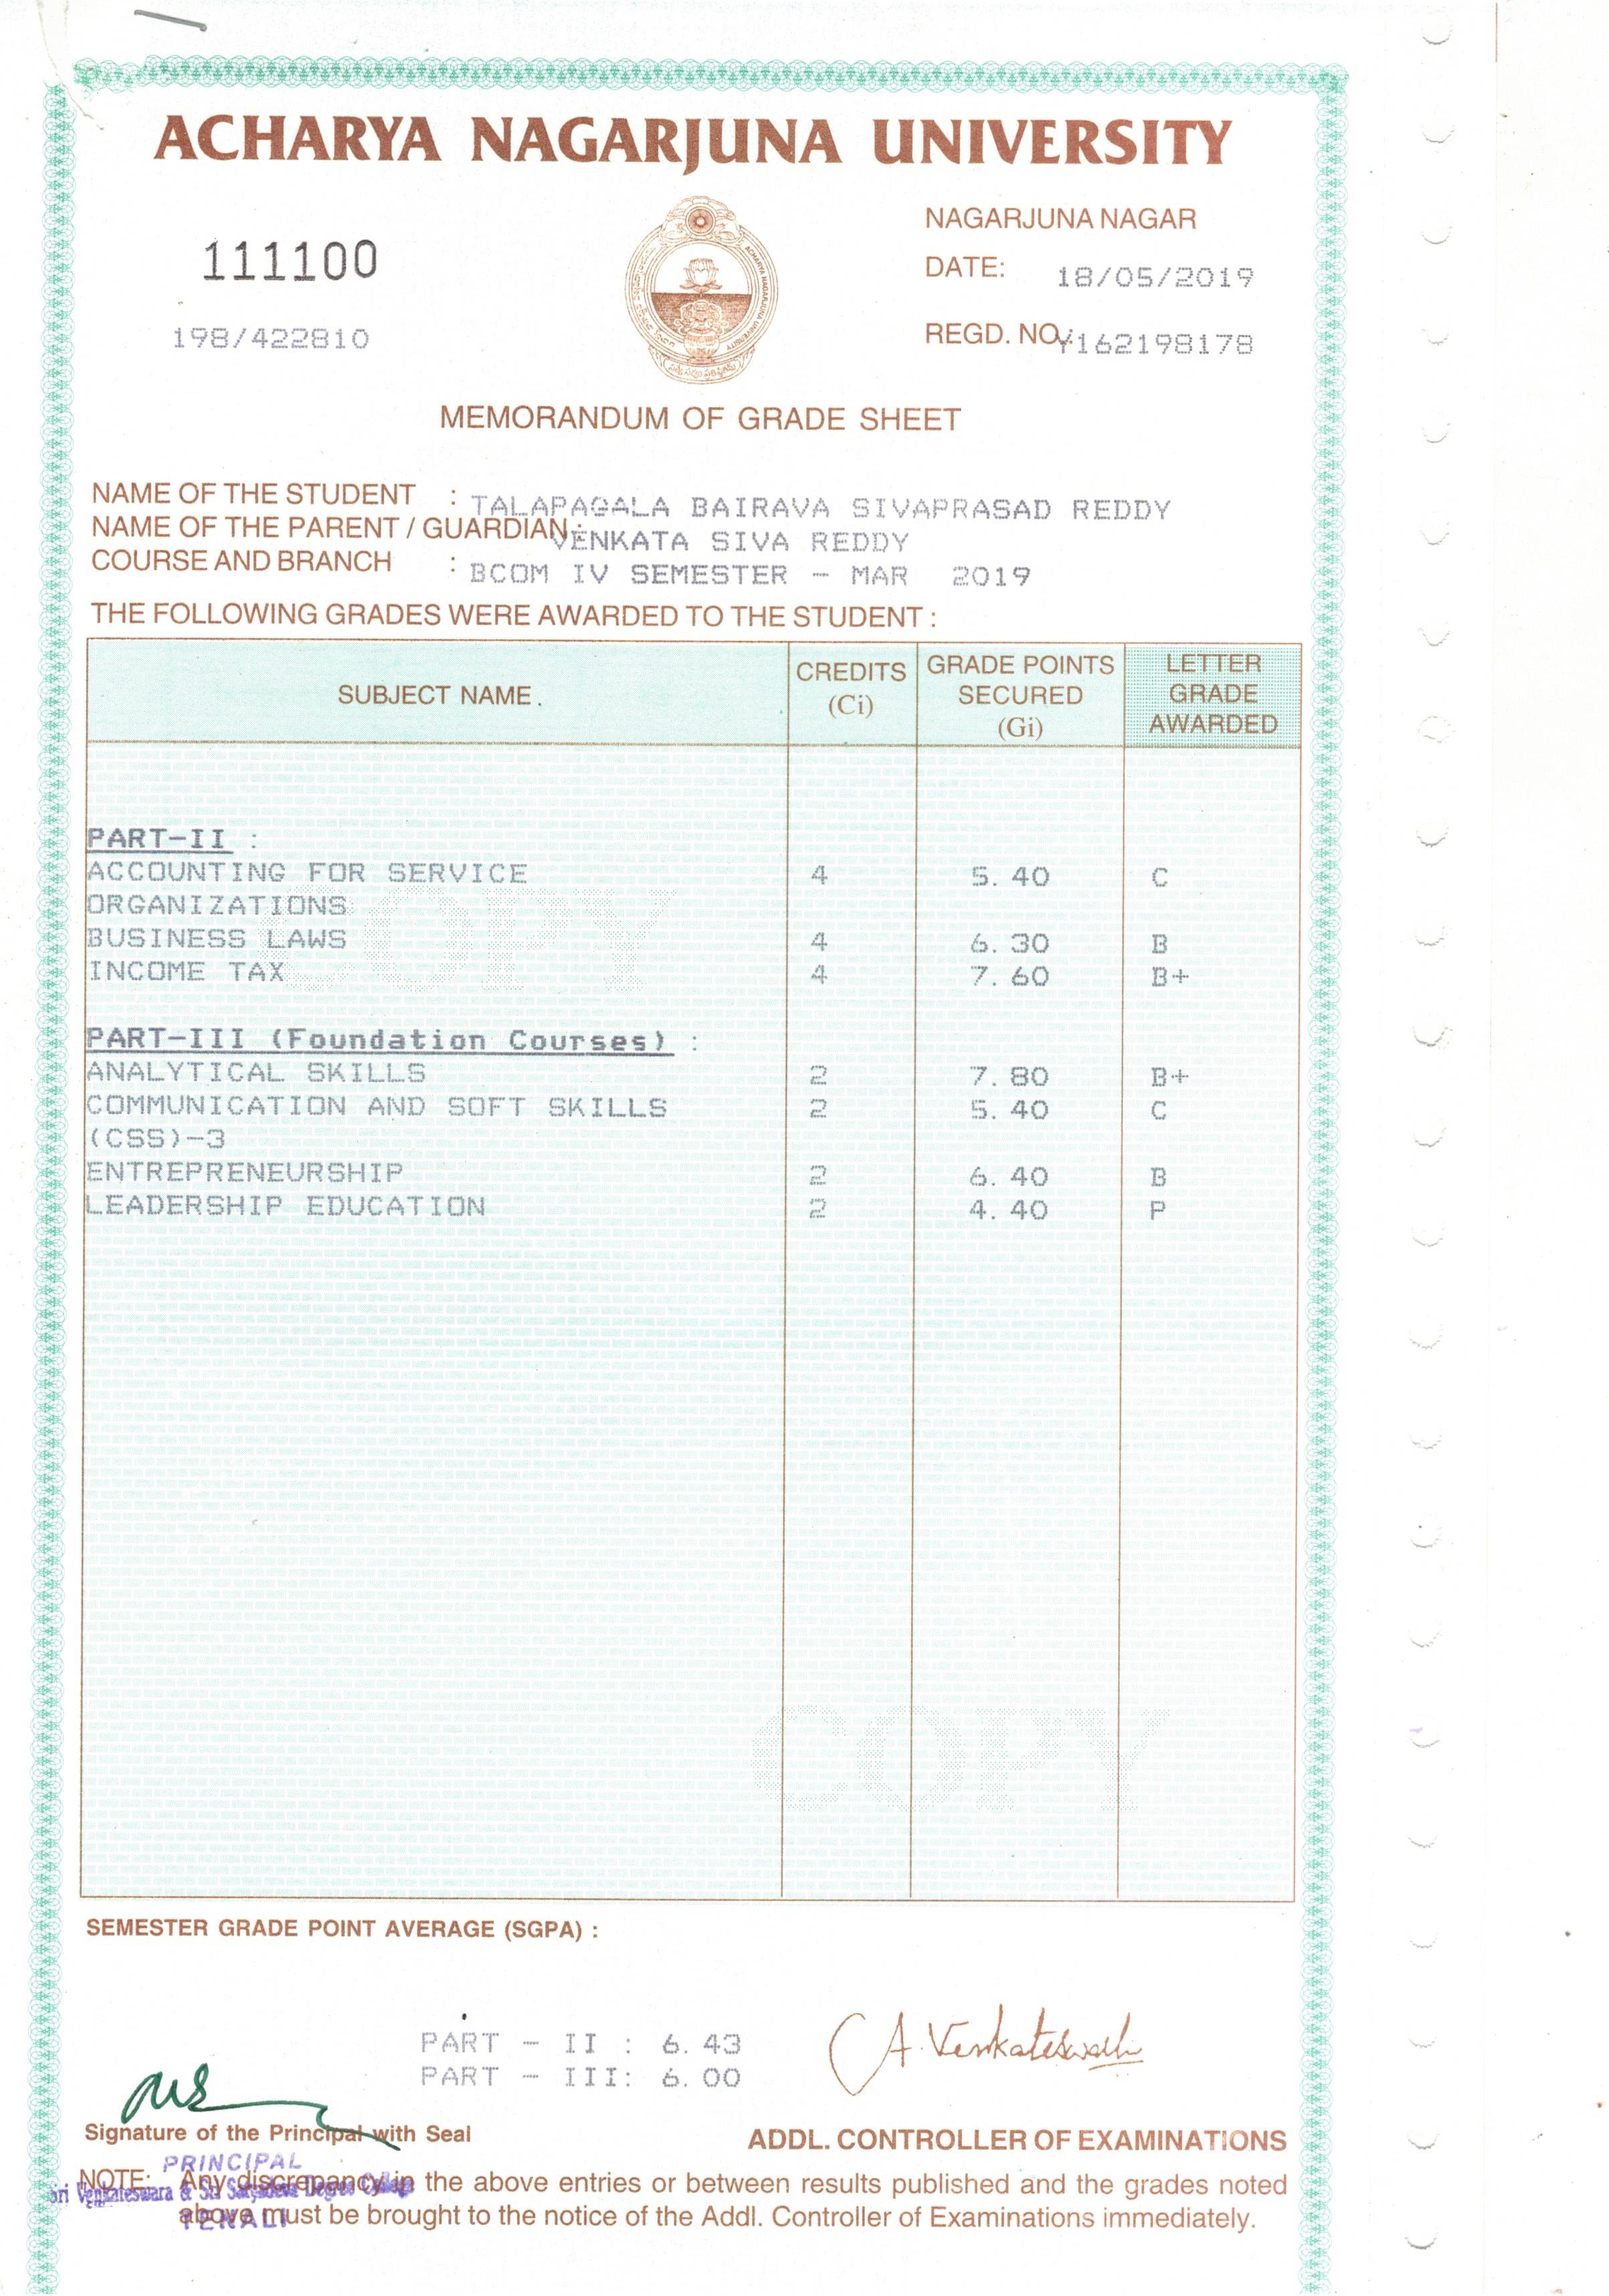 ACHARYA NAGARJUNA UNIVERSITY
111100
NAGARJUNA NAGAR
DATE: 18/05/2019
198/422810
REGD. NO.: Y162198178
ACHARYA NAGARJUNA UNIVERSITY
MEMORANDUM OF GRADE SHEET
NAME OF THE STUDENT : TALAPAGALA BAIRAVA SIVAPRASAD REDDY
NAME OF THE PARENT / GUARDIAN : VENKATA SIVA REDDY
COURSE AND BRANCH : BCOM IV SEMESTER - MAR 2019
THE FOLLOWING GRADES WERE AWARDED TO THE STUDENT :
SUBJECT NAME. CREDITS (Ci) GRADE POINTS SECURED (Gi) LETTER GRADE AWARDED
PART-II :
ACCOUNTING FOR SERVICE 4 5.40 C
ORGANIZATIONS
BUSINESS LAWS 4 6.30 B
INCOME TAX 4 7.60 B+
COPY
PART-III (Foundation Courses) :
ANALYTICAL SKILLS 2 7.80 B+
COMMUNICATION AND SOFT SKILLS 2 5.40 C
(CSS)-3
ENTREPRENEURSHIP 2 6.40 B
LEADERSHIP EDUCATION 2 4.40 P
COPY
SEMESTER GRADE POINT AVERAGE (SGPA) :
PART - II : 6.43
PART - III: 6.00
A. Venkateswarlu
Signature of the Principal with Seal
ADDL. CONTROLLER OF EXAMINATIONS
PRINCIPAL
Sri Venkateswara & Sri Degree College
TENALI
NOTE: Any discrepancy in the above entries or between results published and the grades noted
above must be brought to the notice of the Addl. Controller of Examinations immediately.